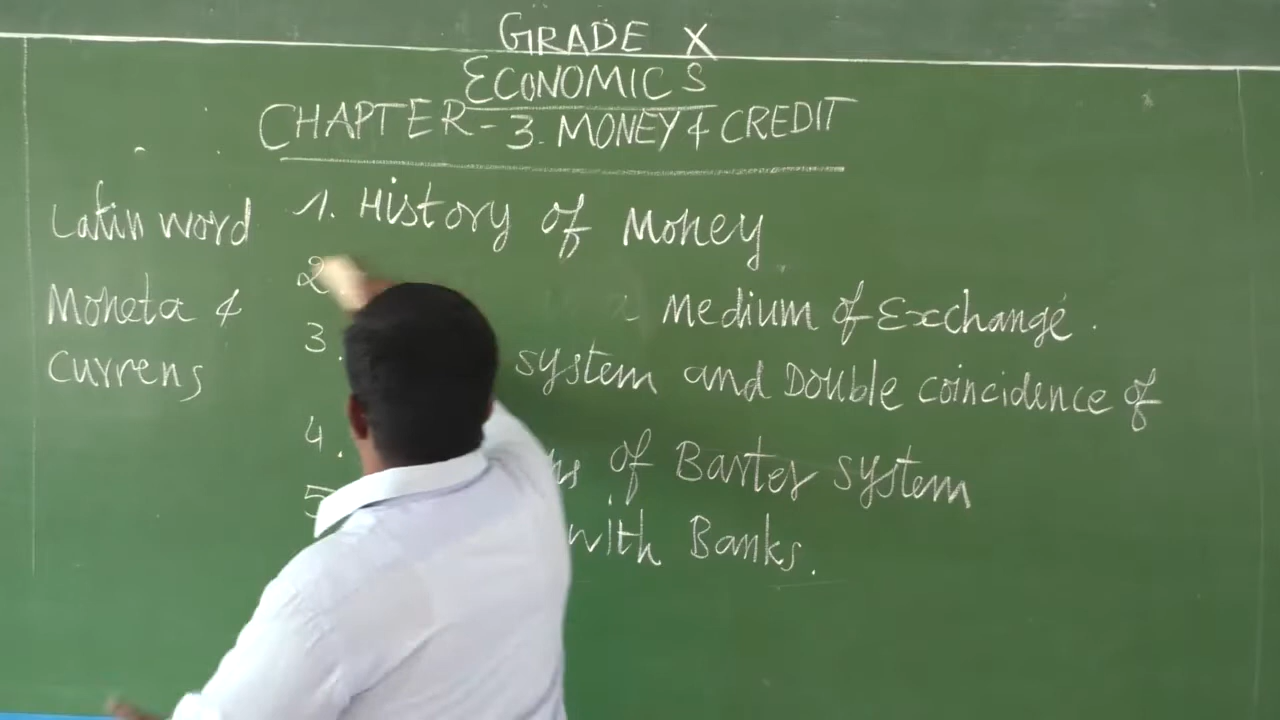 GRADE X
ECONOMICS
CHAPTER-3. MONEY & CREDIT
Latin word
Moneta &
Currens
1. History of Money
2
Medium of Exchange.
3.
system and Double coincidence of
4.
of Barter system
5
with Banks.